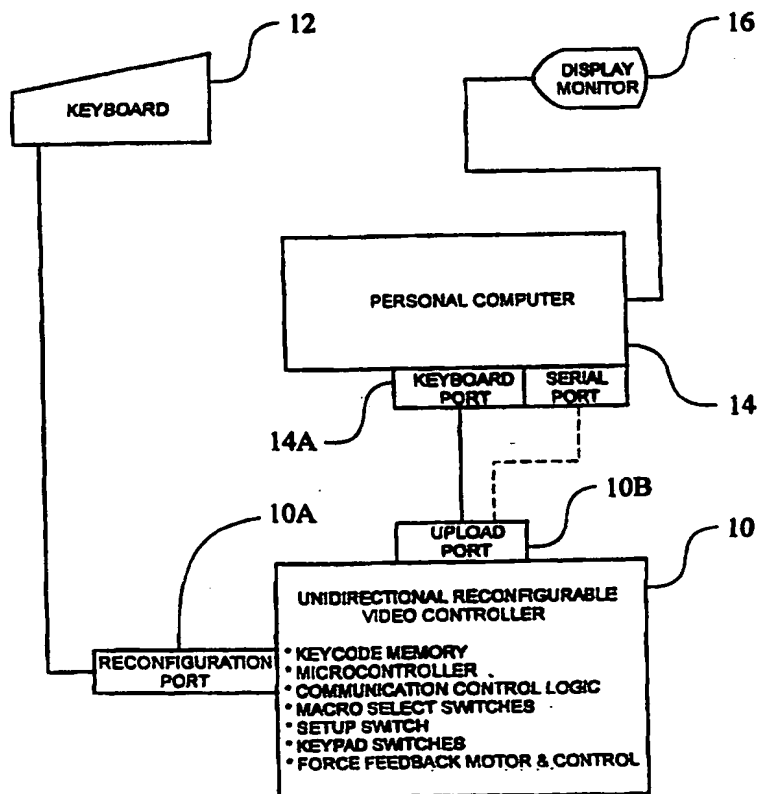 12
16
KEYBOARD
DISPLAY
MONITOR
PERSONAL COMPUTER
KEYBOARD
PORT
SERIAL
PORT
14
14A
10A
10B
10
UPLOAD
PORT
UNIDIRECTIONAL RECONFIGURABLE
VIDEO CONTROLLER
RECONFIGURATION
PORT
* KEYCODE MEMORY
* MICROCONTROLLER
* COMMUNICATION CONTROL LOGIC
* MACRO SELECT SWITCHES
* SETUP SWITCH
* KEYPAD SWITCHES
* FORCE FEEDBACK MOTOR & CONTROL